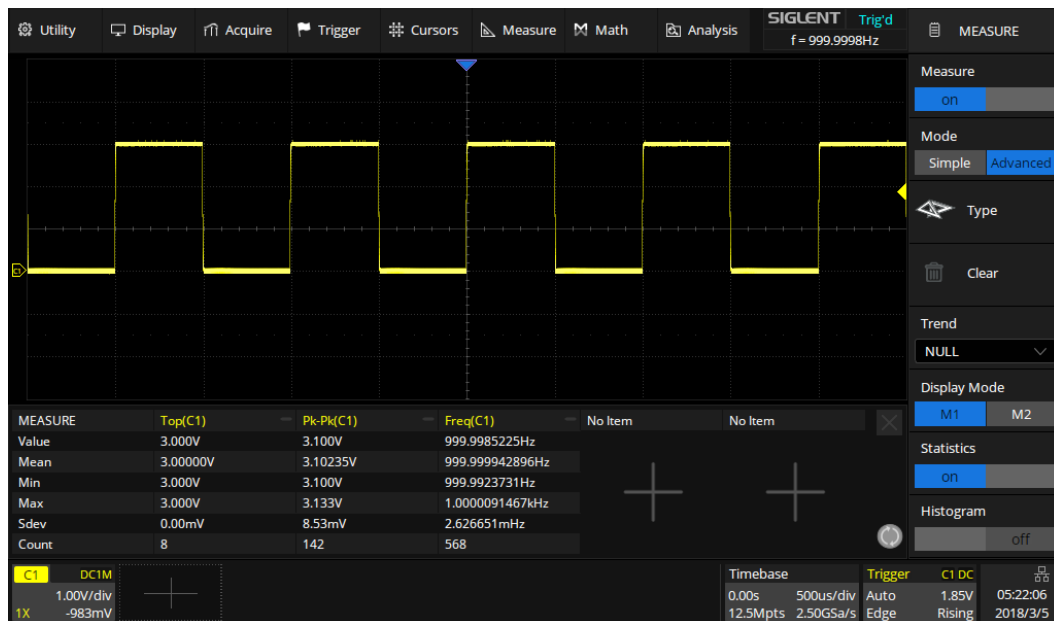 Utility Display Acquire Trigger Cursors Measure Math Analysis SIGLENT Trig'd MEASURE
f = 999.9998Hz
Measure
on
Mode
Simple Advanced
Type
Clear
Trend
NULL
Display Mode
M1 M2
Statistics
on
Histogram
off
C1
MEASURE Top(C1) Pk-Pk(C1) Freq(C1) No Item No Item
Value 3.000V 3.100V 999.9985225Hz
Mean 3.00000V 3.10235V 999.999942896Hz
Min 3.000V 3.100V 999.9923731Hz
Max 3.000V 3.133V 1.0000091467kHz
Sdev 0.00mV 8.53mV 2.626651mHz
Count 8 142 568
C1 DC1M
1.00V/div
1X -983mV
Timebase
0.00s 500us/div
12.5Mpts 2.50GSa/s
Trigger C1 DC
Auto 1.85V
Edge Rising
05:22:06
2018/3/5